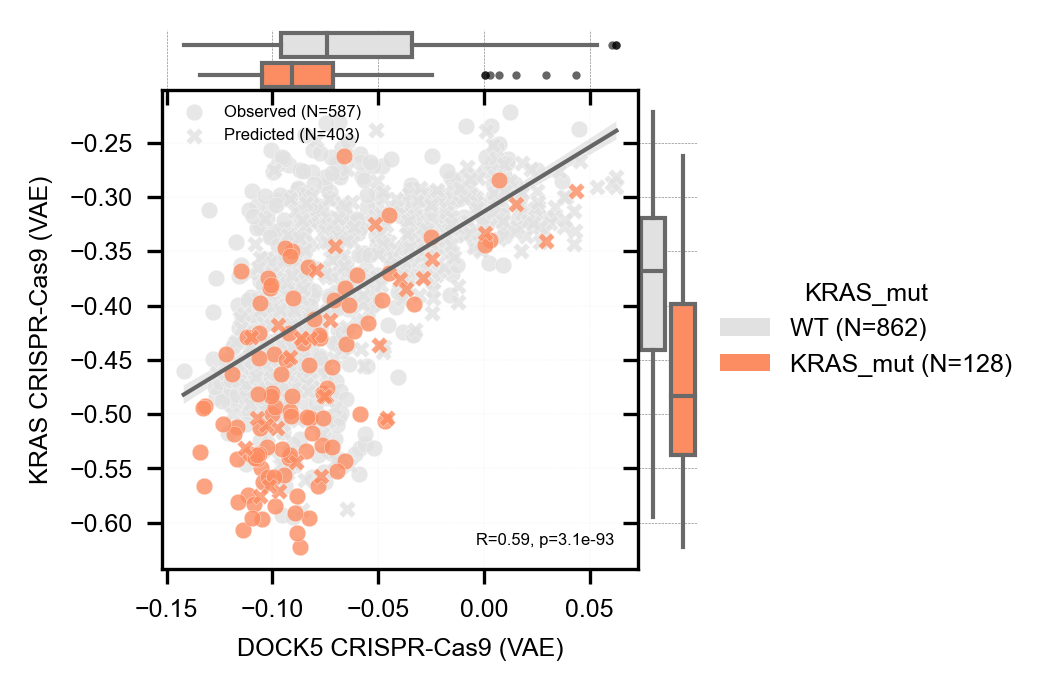 Observed (N=587)
Predicted (N=403)
−0.25
−0.30
−0.35
−0.40
−0.45
−0.50
−0.55
−0.60
KRAS CRISPR-Cas9 (VAE)
R=0.59, p=3.1e-93
−0.15
−0.10
−0.05
0.00
0.05
DOCK5 CRISPR-Cas9 (VAE)
KRAS_mut
WT (N=862)
KRAS_mut (N=128)